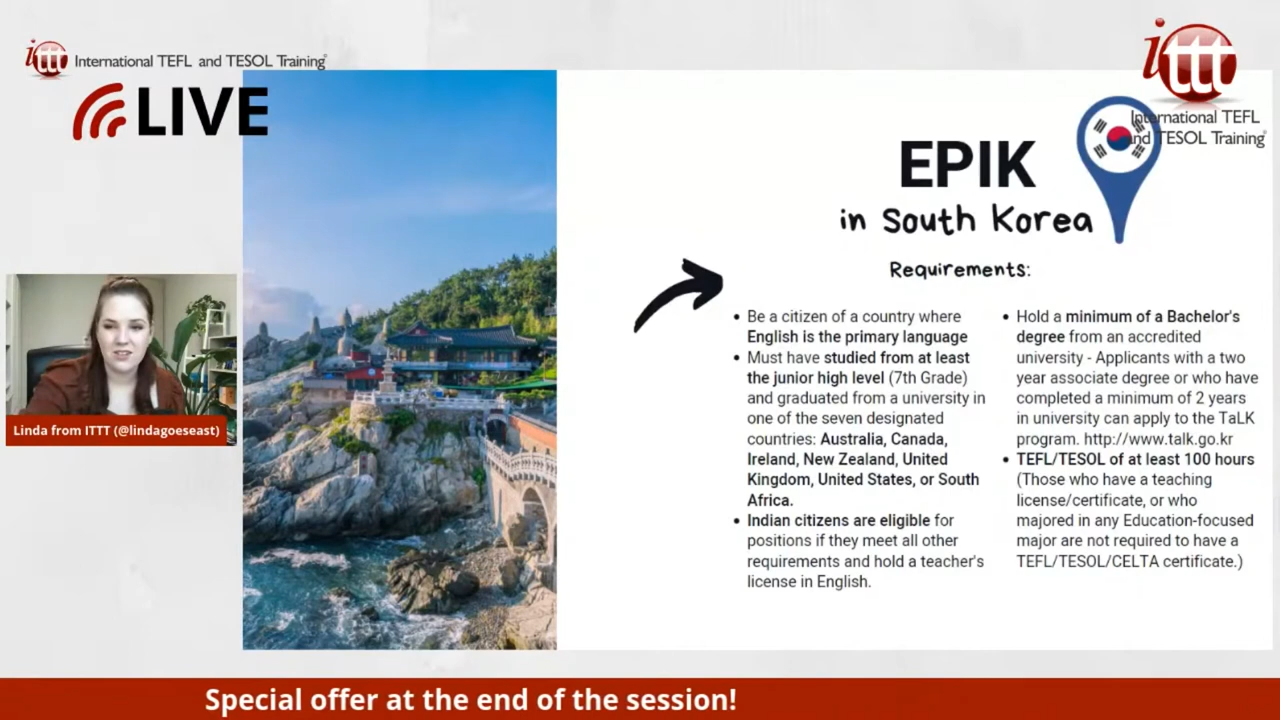 ittt International TEFL and TESOL Training
LIVE
ittt
International TEFL
and TESOL Training
EPIK
in South Korea
Requirements:
• Be a citizen of a country where
English is the primary language
• Must have studied from at least
the junior high level (7th Grade)
and graduated from a university in
one of the seven designated
countries: Australia, Canada,
Ireland, New Zealand, United
Kingdom, United States, or South
Africa.
• Indian citizens are eligible for
positions if they meet all other
requirements and hold a teacher's
license in English.
• Hold a minimum of a Bachelor's
degree from an accredited
university - Applicants with a two
year associate degree or who have
completed a minimum of 2 years
in university can apply to the TaLK
program. http://www.talk.go.kr
• TEFL/TESOL of at least 100 hours
(Those who have a teaching
license/certificate, or who
majored in any Education-focused
major are not required to have a
TEFL/TESOL/CELTA certificate.)
Linda from ITTT (@lindagoeseast)
Special offer at the end of the session!